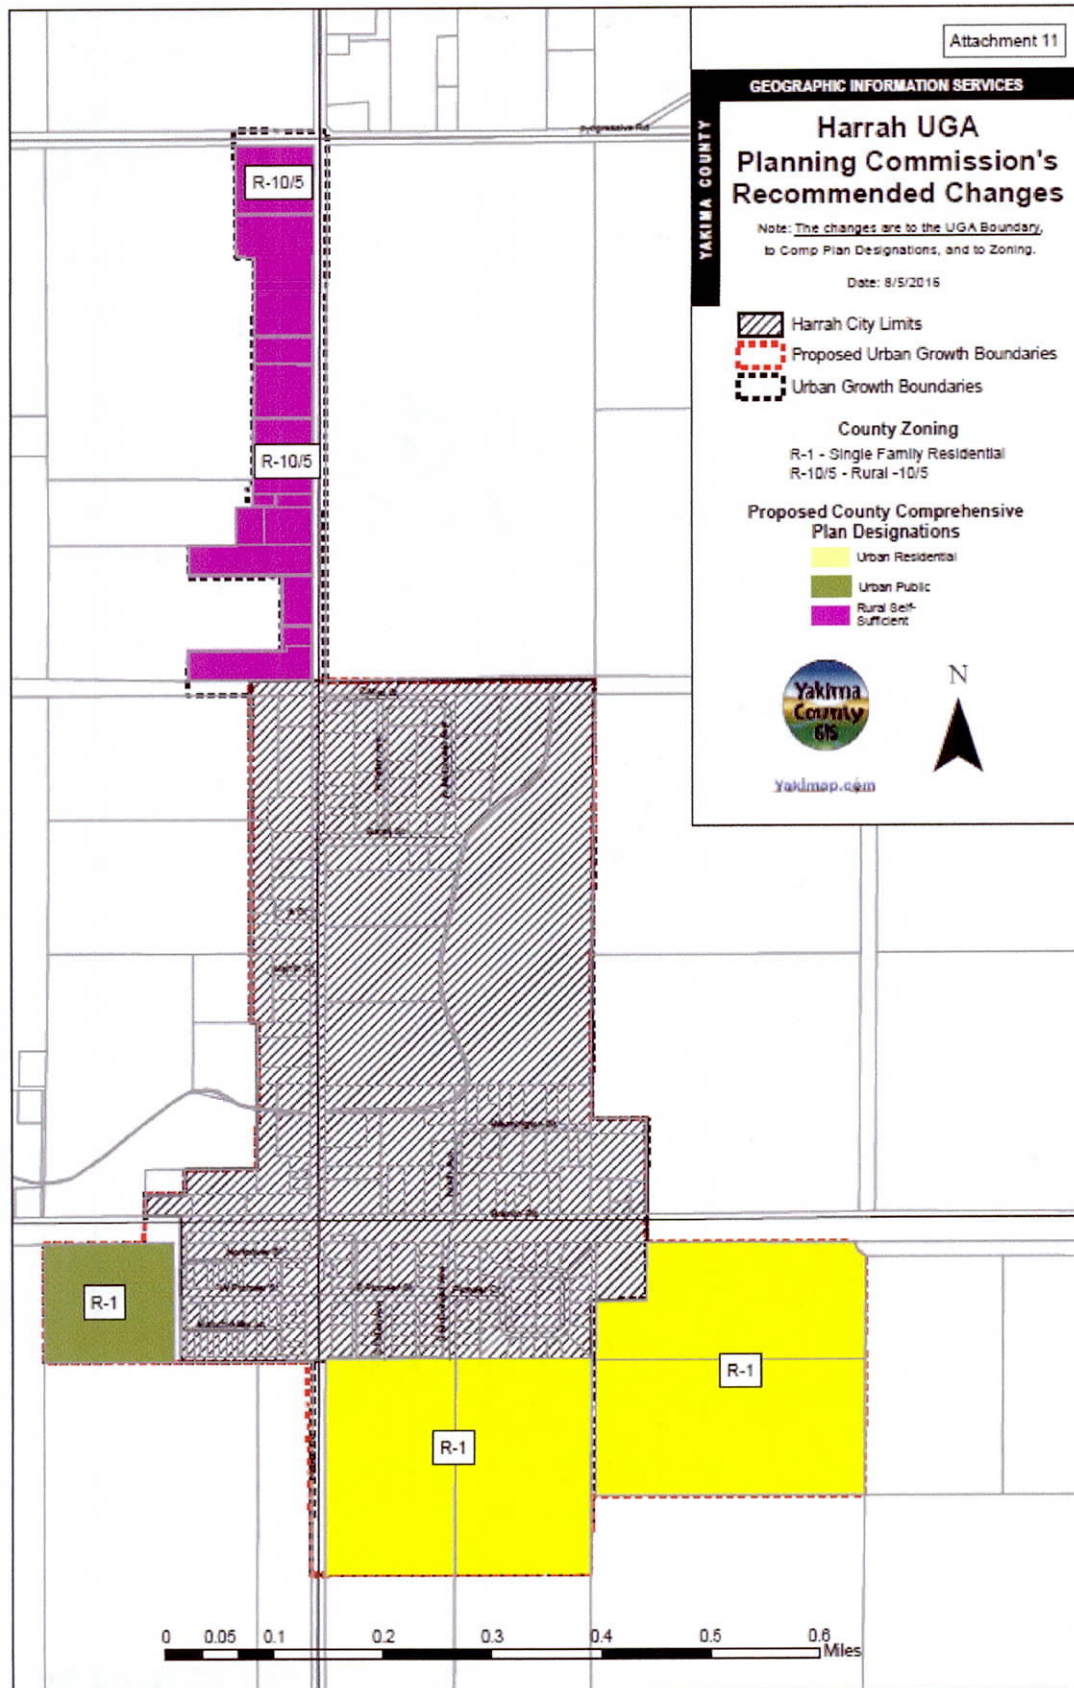 Attachment 11
GEOGRAPHIC INFORMATION SERVICES
YAKIMA COUNTY
Harrah UGA
Planning Commission's
Recommended Changes
Note: The changes are to the UGA Boundary,
to Comp Plan Designations, and to Zoning.
Date: 8/5/2016
Harrah City Limits
Proposed Urban Growth Boundaries
Urban Growth Boundaries
County Zoning
R-1 - Single Family Residential
R-10/5 - Rural -10/5
Proposed County Comprehensive
Plan Designations
Urban Residential
Urban Public
Rural Self-
Sufficient
Yakima
County
GIS
N
Yakimap.com
Progressive Rd
R-10/5
R-10/5
Branch Rd
R-1
R-1
R-1
0 0.05 0.1 0.2 0.3 0.4 0.5 0.6
Miles